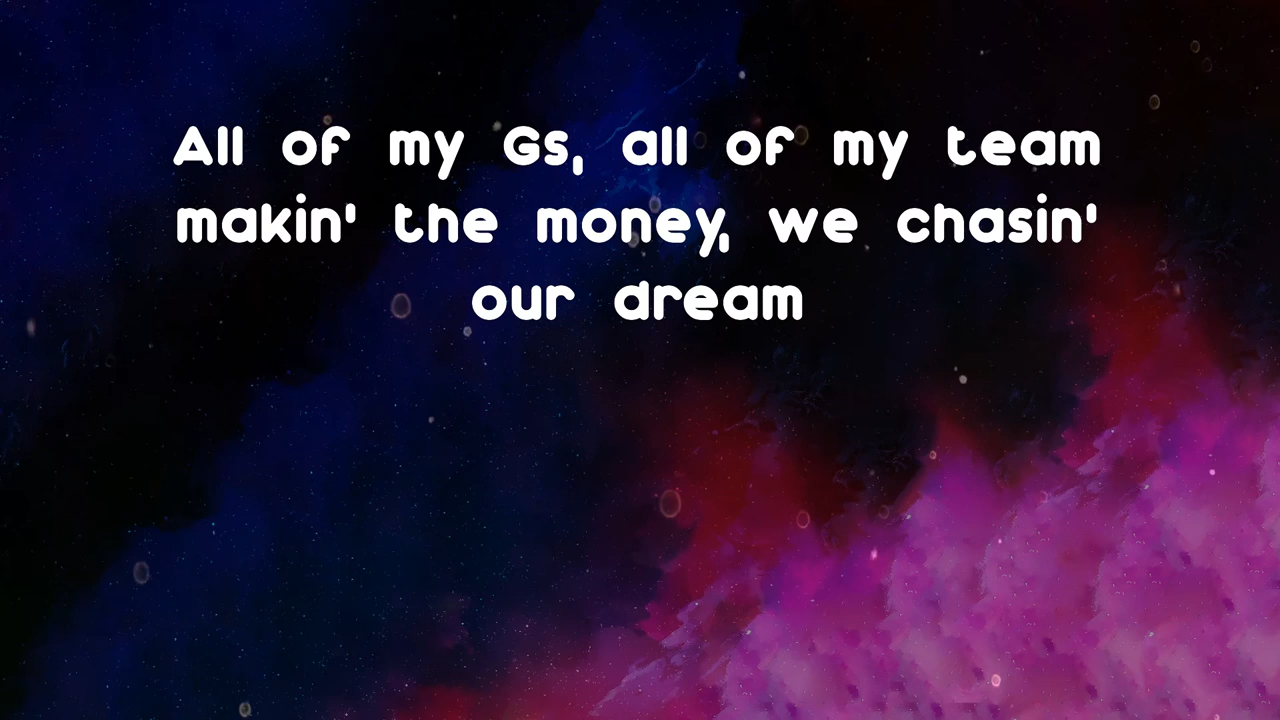 All of my Gs, all of my team
makin' the money, we chasin'
our dream